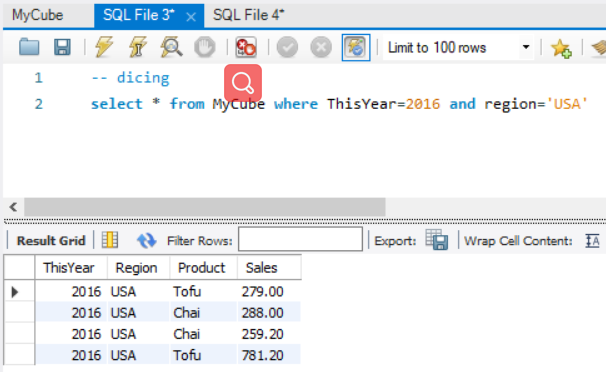 MyCube SQL File 3* SQL File 4*
Limit to 100 rows
1 -- dicing
2 select * from MyCube where ThisYear=2016 and region='USA'
Result Grid Filter Rows: Export: Wrap Cell Content:
ThisYear Region Product Sales
2016 USA Tofu 279.00
2016 USA Chai 288.00
2016 USA Chai 259.20
2016 USA Tofu 781.20